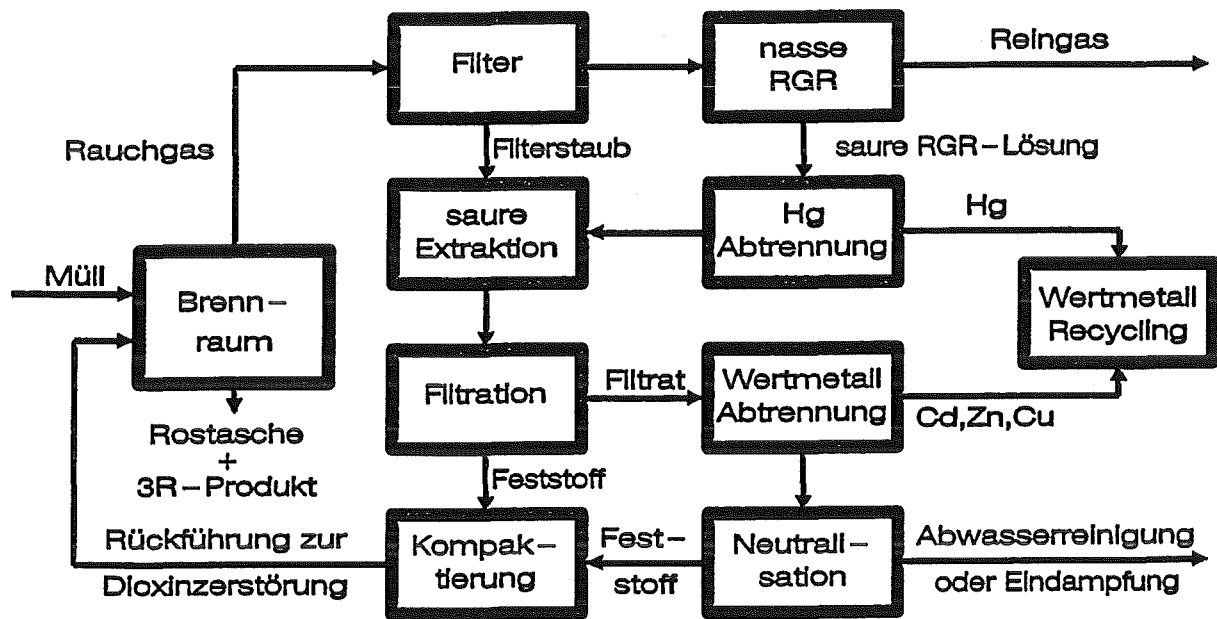 Filter
nasse
RGR
Reingas
Rauchgas
Filterstaub
saure RGR-Lösung
saure
Extraktion
Hg
Abtrennung
Hg
Müll
Brenn-
raum
Wertmetall
Recycling
Filtration
Filtrat
Wertmetall
Abtrennung
Cd,Zn,Cu
Rostasche
+
3R-Produkt
Feststoff
Rückführung zur
Dioxinzerstörung
Kompak-
tierung
Fest-
stoff
Neutrali-
sation
Abwasserreinigung
oder Eindampfung